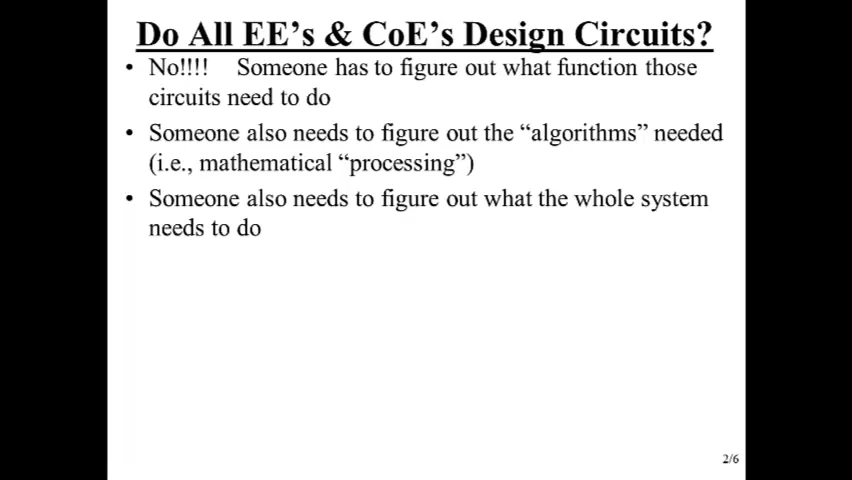 Do All EE’s & CoE’s Design Circuits?
• No!!!! Someone has to figure out what function those
circuits need to do
• Someone also needs to figure out the “algorithms” needed
(i.e., mathematical “processing”)
• Someone also needs to figure out what the whole system
needs to do
2/6